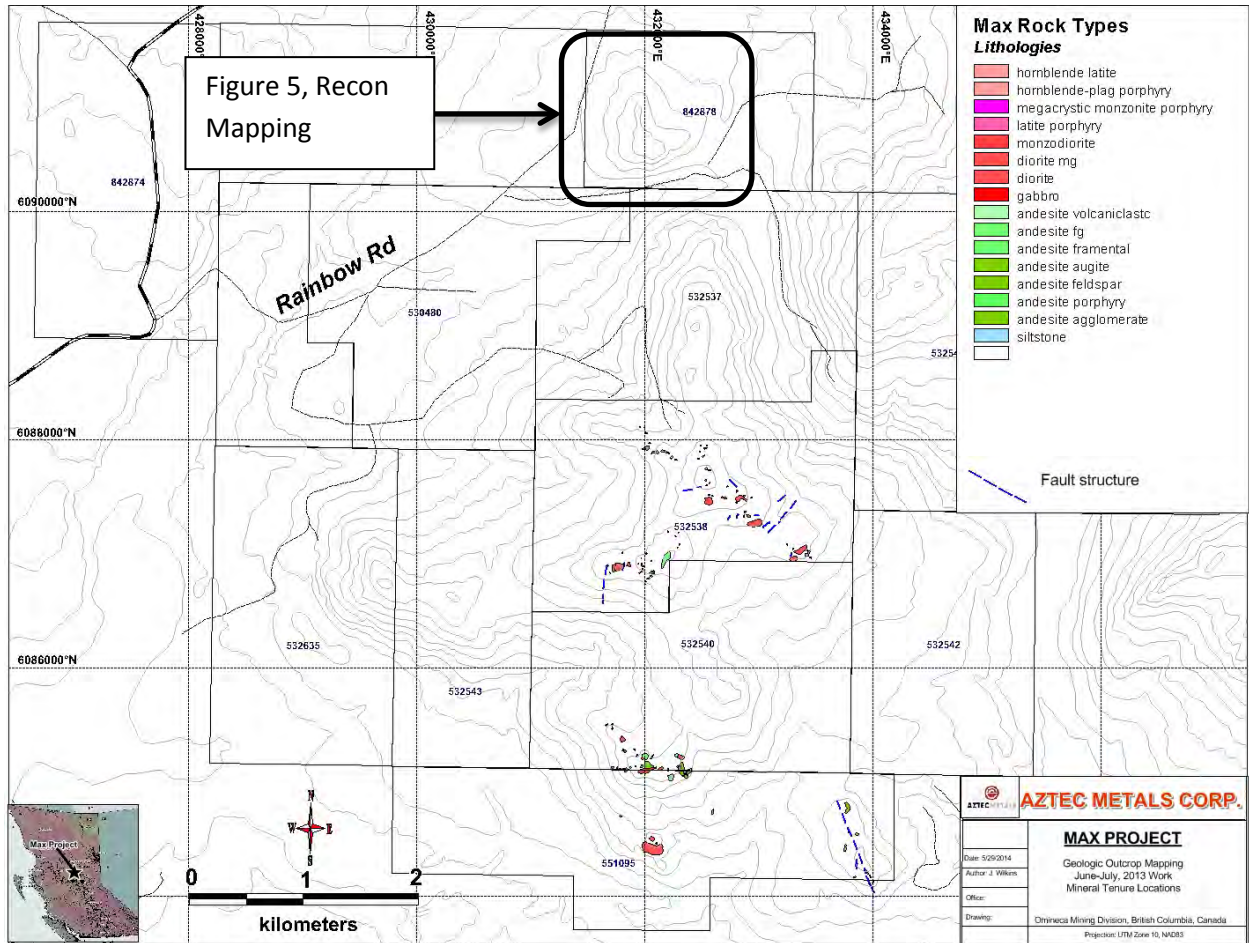 428000°
430000°
432000°E
434000°E
Figure 5, Recon
Mapping
842878
842874
6090000°N
Rainbow Rd
532537
530480
6088000°N
532538
532635
532540
532542
6086000°N
532543
551095
Max Rock Types
Lithologies
hornblende latite
hornblende-plag porphyry
megacrystic monzonite porphyry
latite porphyry
monzodiorite
diorite mg
diorite
gabbro
andesite volcaniclastc
andesite fg
andesite framental
andesite augite
andesite feldspar
andesite porphyry
andesite agglomerate
siltstone
Fault structure
Max Project
N
W E
S
0 1 2
kilometers
AZTEC METALS
AZTEC METALS CORP.
MAX PROJECT
Date: 5/29/2014
Author: J. Wilkins
Office:
Drawing:
Geologic Outcrop Mapping
June-July, 2013 Work
Mineral Tenure Locations
Omineca Mining Division, British Columbia, Canada
Projection: UTM Zone 10, NAD83